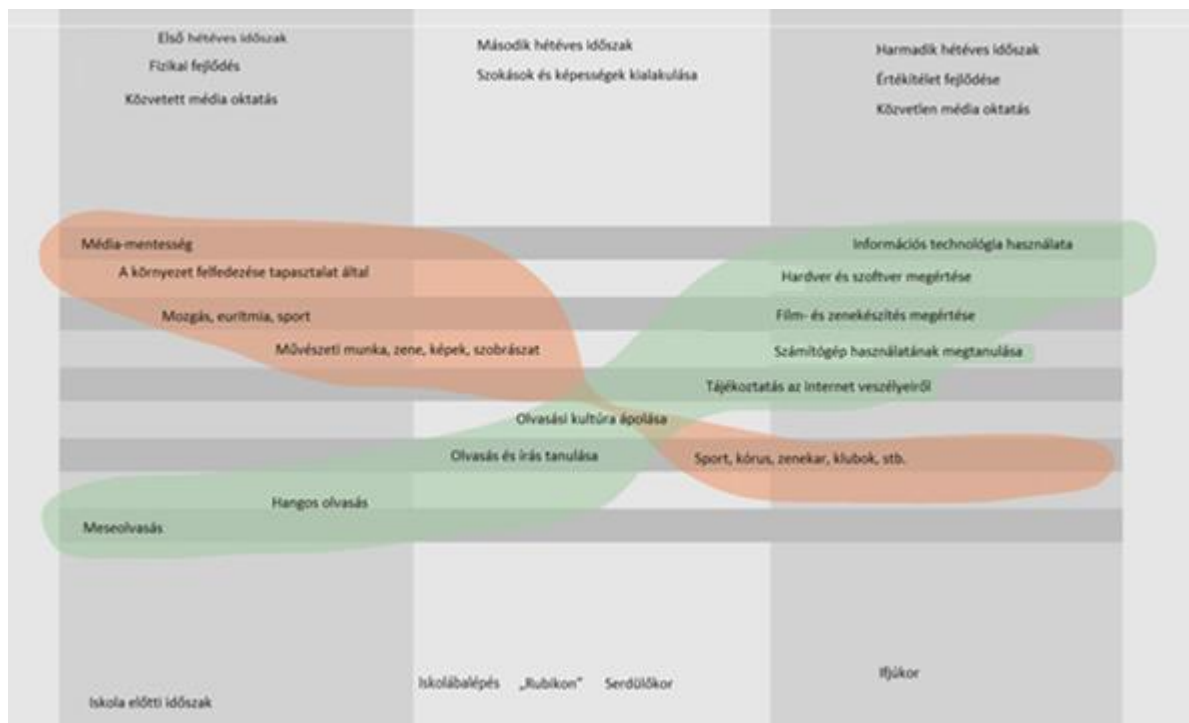 Első hétéves időszak
Fizikai fejlődés
Közvetett média oktatás
Második hétéves időszak
Szokások és képességek kialakulása
Harmadik hétéves időszak
Értékítélet fejlődése
Közvetlen média oktatás
Média-mentesség
Információs technológia használata
A környezet felfedezése tapasztalat által
Hardver és szoftver megértése
Mozgás, euritmia, sport
Film- és zenekészítés megértése
Művészeti munka, zene, képek, szobrászat
Számítógép használatának megtanulása
Tájékoztatás az internet veszélyeiről
Olvasási kultúra ápolása
Olvasás és írás tanulása
Sport, kórus, zenekar, klubok, stb.
Hangos olvasás
Meseolvasás
Iskola előtti időszak
Iskolábalépés „Rubikon” Serdülőkor
Ifjúkor